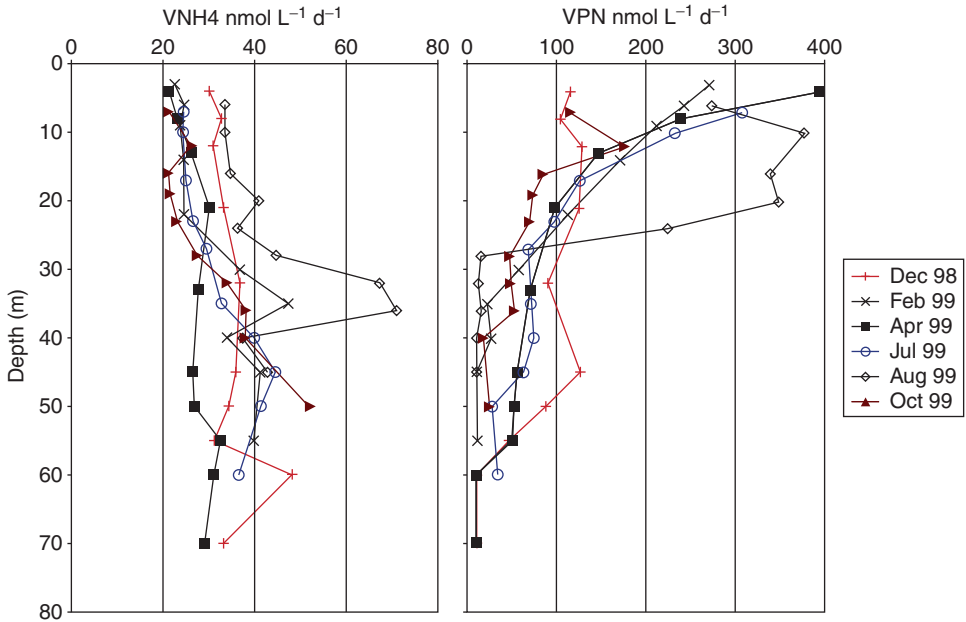 VNH4 nmol L⁻¹ d⁻¹
VPN nmol L⁻¹ d⁻¹
0 20 40 60 80
0 100 200 300 400
0
10
20
30
40
50
60
70
80
Depth (m)
Dec 98
Feb 99
Apr 99
Jul 99
Aug 99
Oct 99